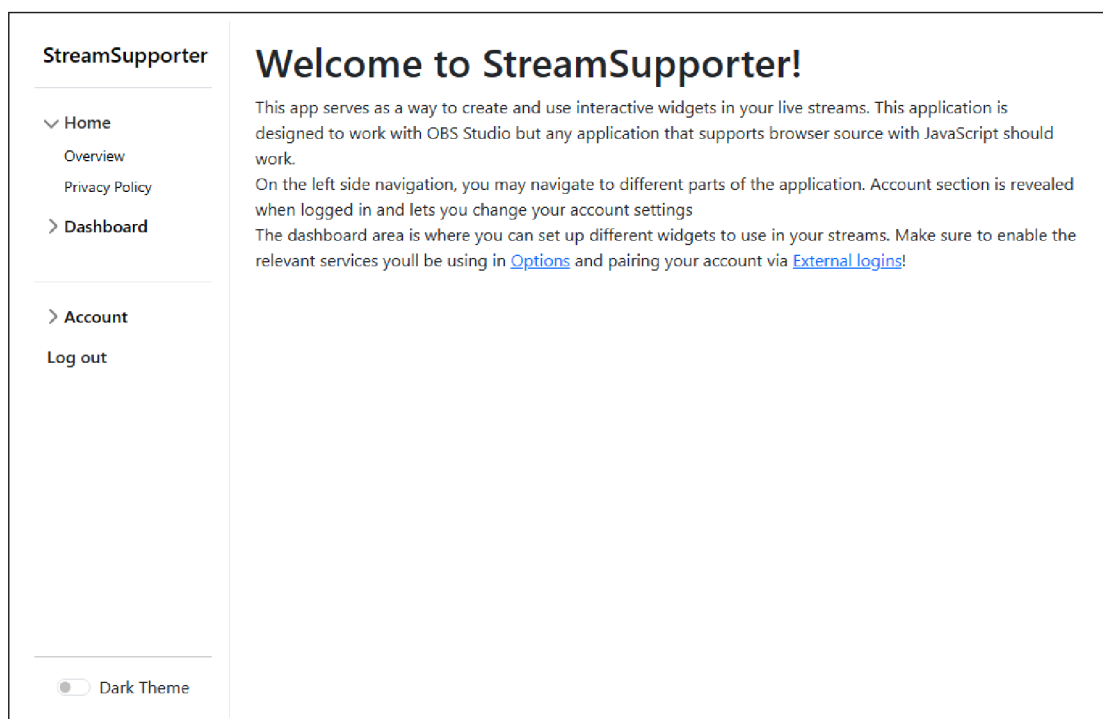 StreamSupporter
Home
Overview
Privacy Policy
Dashboard
Account
Log out
Dark Theme
Welcome to StreamSupporter!
This app serves as a way to create and use interactive widgets in your live streams. This application is
designed to work with OBS Studio but any application that supports browser source with JavaScript should
work.
On the left side navigation, you may navigate to different parts of the application. Account section is revealed
when logged in and lets you change your account settings
The dashboard area is where you can set up different widgets to use in your streams. Make sure to enable the
relevant services youll be using in Options and pairing your account via External logins!